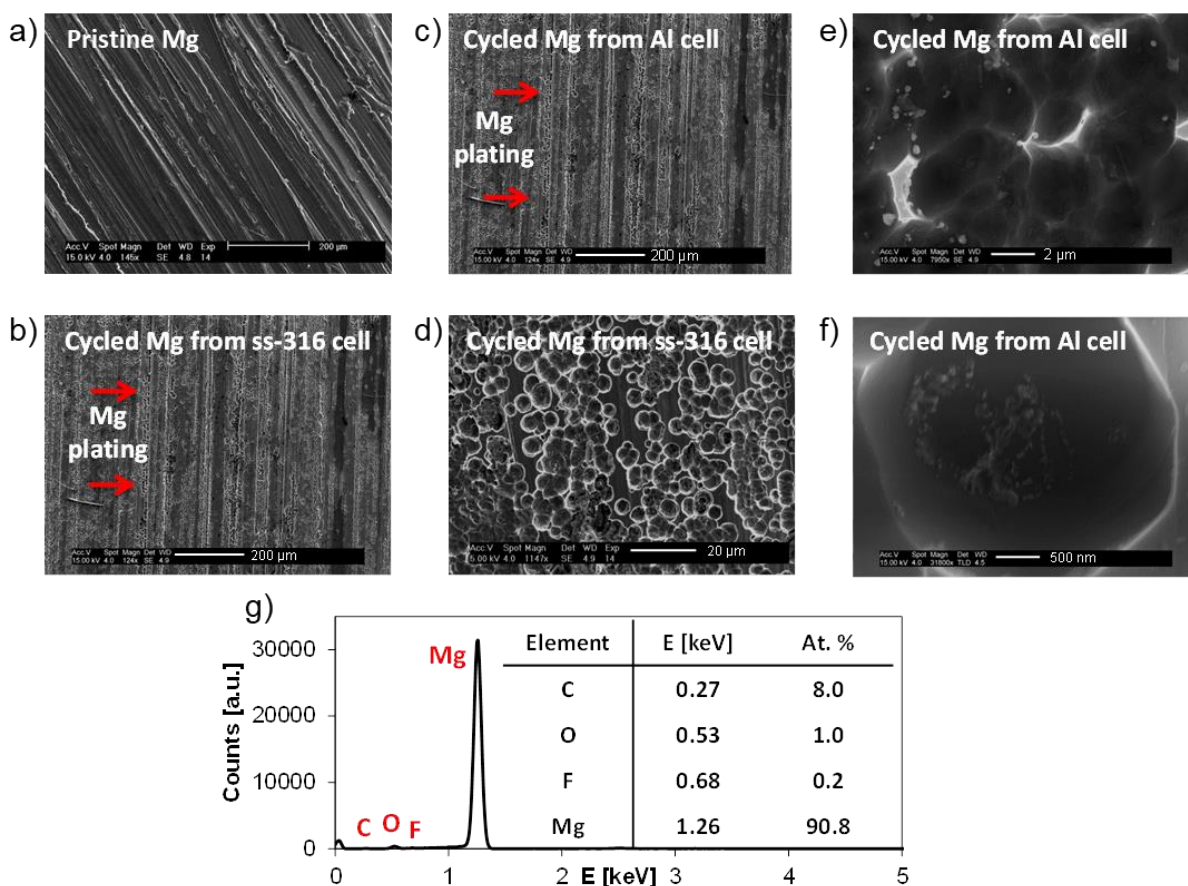 a)
Pristine Mg
Acc.V Spot Magn Det WD Exp
15.0 kV 4.0 145x SE 4.8 14
200 µm
b)
Cycled Mg from ss-316 cell
Mg
plating
Acc.V Spot Magn Det WD
15.00 kV 4.0 124x SE 4.9
200 µm
c)
Cycled Mg from Al cell
Mg
plating
Acc.V Spot Magn Det WD
15.00 kV 4.0 124x SE 4.9
200 µm
d)
Cycled Mg from ss-316 cell
Acc.V Spot Magn Det WD Exp
15.00 kV 4.0 1147x SE 4.9 14
20 µm
e)
Cycled Mg from Al cell
Acc.V Spot Magn Det WD
15.00 kV 4.0 7950x SE 4.9
2 µm
f)
Cycled Mg from Al cell
Acc.V Spot Magn Det WD
15.00 kV 4.0 31800x TLD 4.5
500 nm
g)
Counts [a.u.]
30000
20000
10000
0
C O F
Mg
Element E [keV] At. %
C 0.27 8.0
O 0.53 1.0
F 0.68 0.2
Mg 1.26 90.8
0 1 2 3 4 5
E [keV]